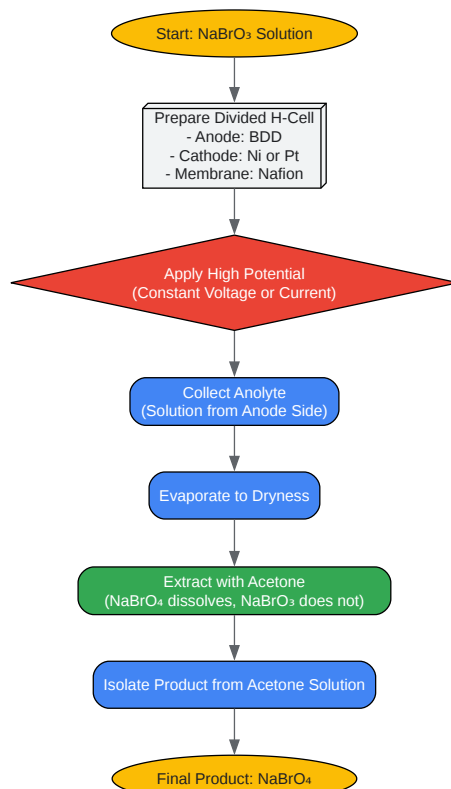 Start: NaBrO₃ Solution
Prepare Divided H-Cell
- Anode: BDD
- Cathode: Ni or Pt
- Membrane: Nafion
Apply High Potential
(Constant Voltage or Current)
Collect Anolyte
(Solution from Anode Side)
Evaporate to Dryness
Extract with Acetone
(NaBrO₄ dissolves, NaBrO₃ does not)
Isolate Product from Acetone Solution
Final Product: NaBrO₄